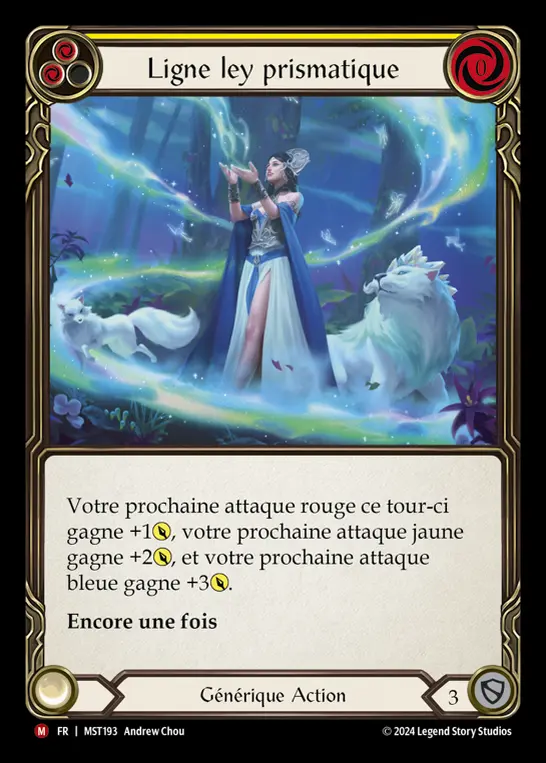 Ligne ley prismatique
0
Votre prochaine attaque rouge ce tour-ci
gagne +1, votre prochaine attaque jaune
gagne +2, et votre prochaine attaque
bleue gagne +3.
Encore une fois
Générique Action
3
M FR | MST193 Andrew Chou
© 2024 Legend Story Studios